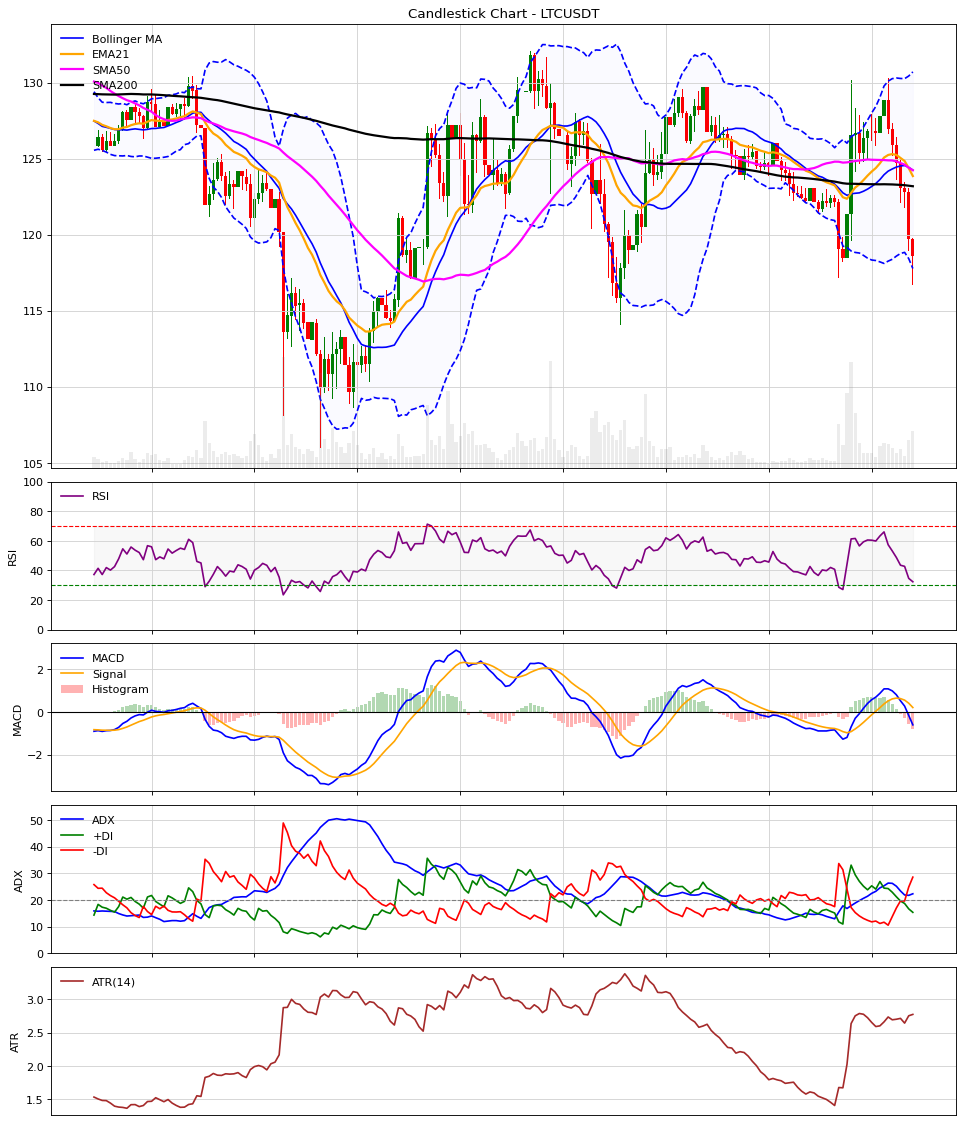 Candlestick Chart - LTCUSDT
Bollinger MA
EMA21
SMA50
SMA200
130
125
120
115
110
105
RSI
100
80
60
40
20
0
RSI
MACD
Signal
Histogram
2
0
−2
MACD
ADX
+DI
-DI
50
40
30
20
10
0
ADX
ATR(14)
3.0
2.5
2.0
1.5
ATR